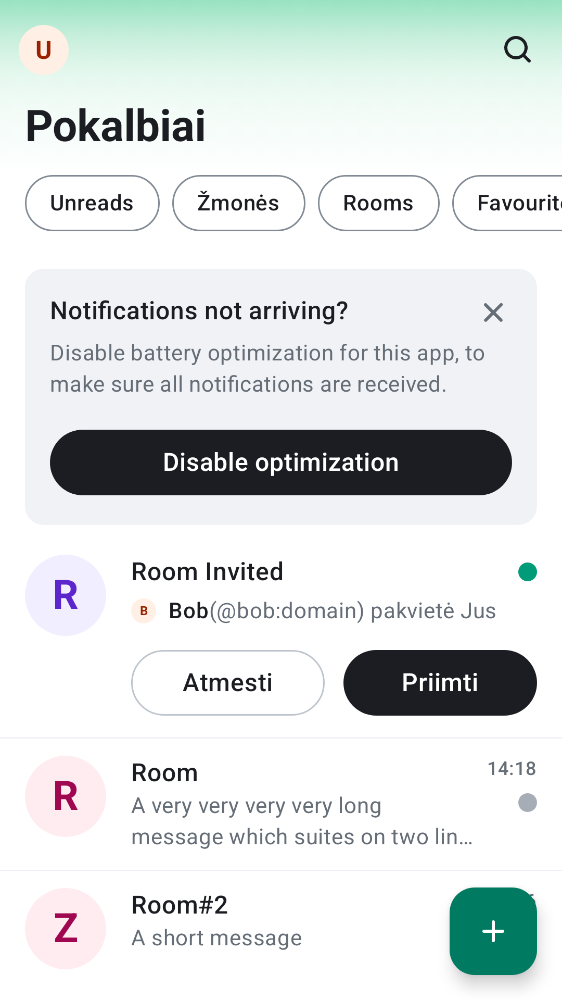 U
Pokalbiai
Unreads Žmonės Rooms Favourit
Notifications not arriving?
Disable battery optimization for this app, to
make sure all notifications are received.
Disable optimization
R
Room Invited
B Bob(@bob:domain) pakvietė Jus
Atmesti Priimti
R
Room 14:18
A very very very very long
message which suites on two lin…
Z
Room#2
A short message